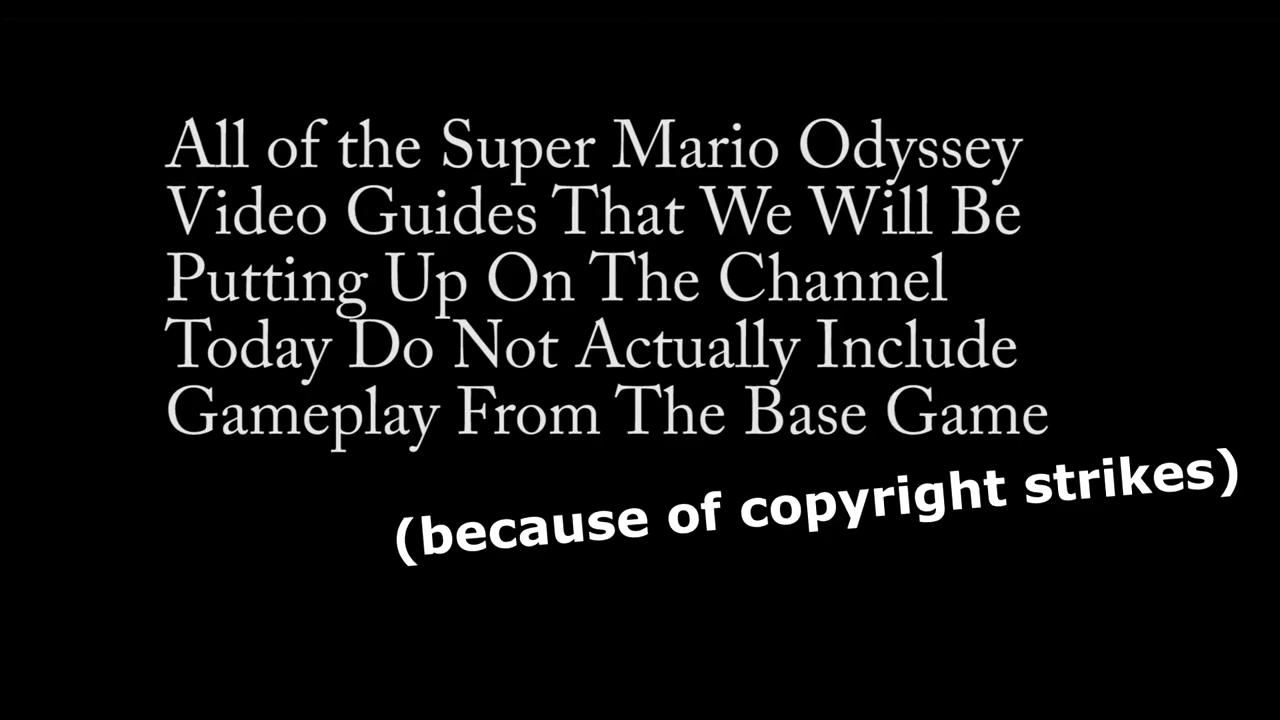 All of the Super Mario Odyssey
Video Guides That We Will Be
Putting Up On The Channel
Today Do Not Actually Include
Gameplay From The Base Game
(because of copyright strikes)